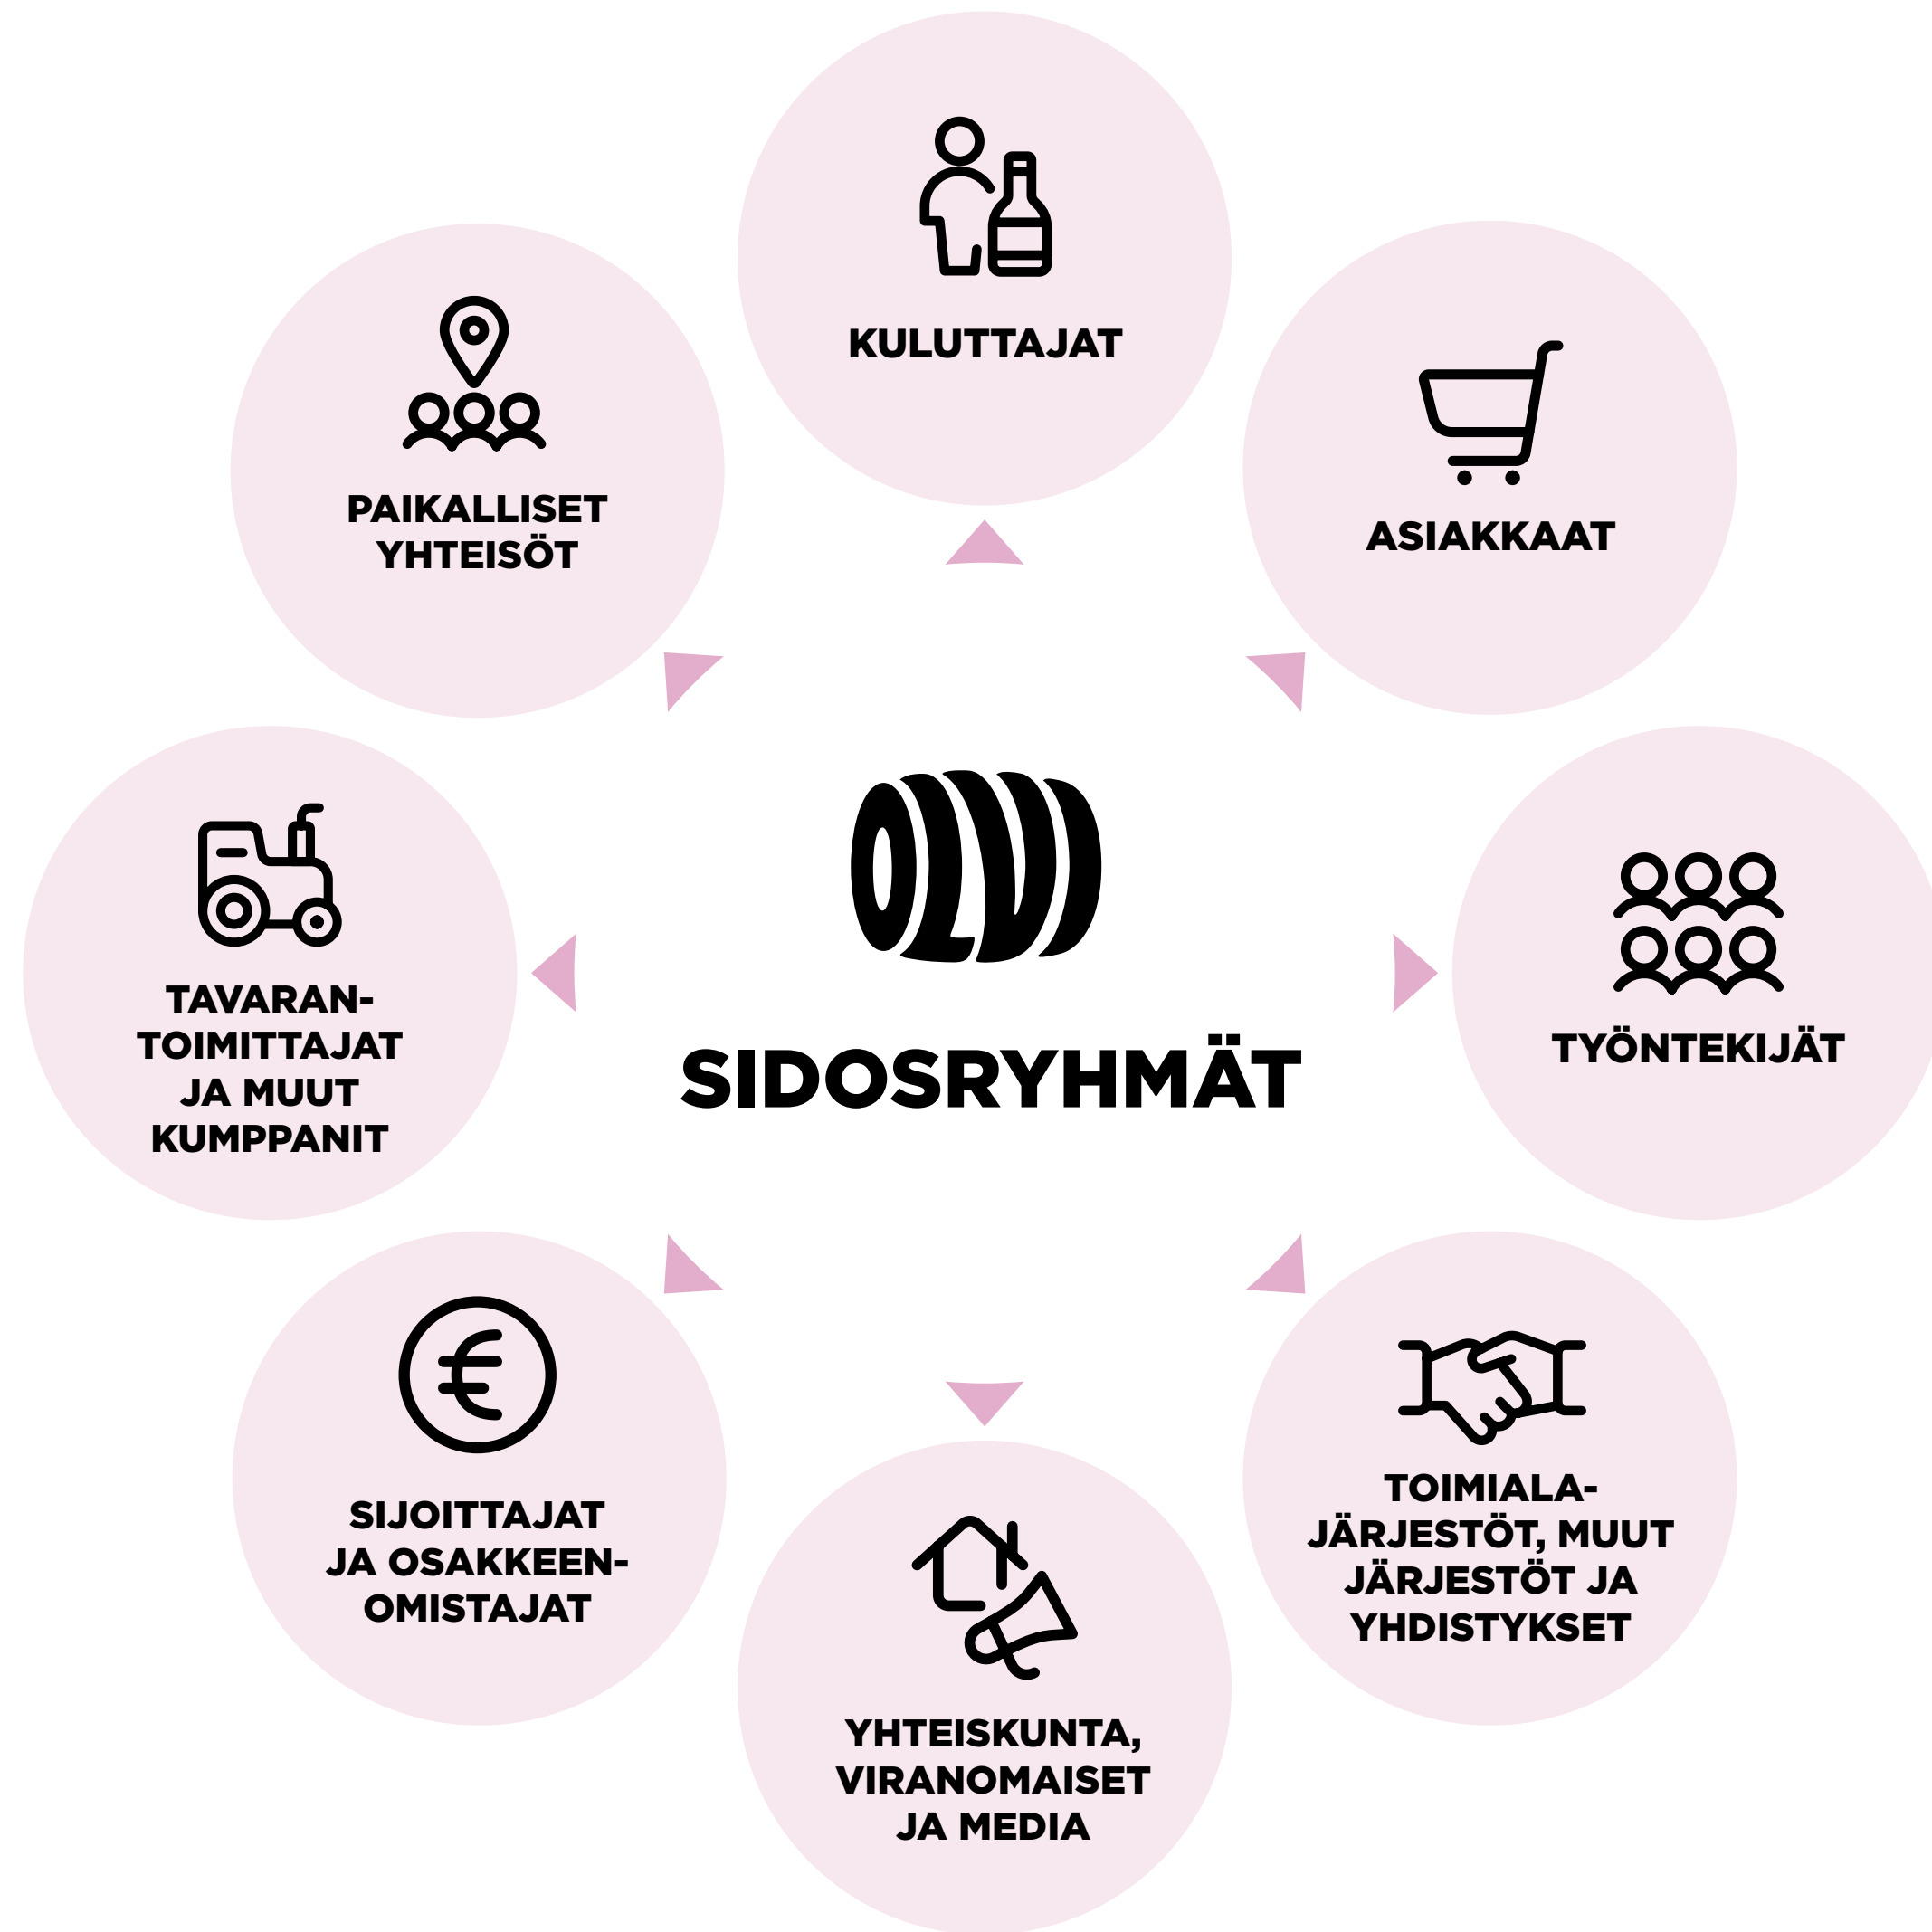 KULUTTAJAT
ASIAKKAAT
TYÖNTEKIJÄT
TOIMIALA-
JÄRJESTÖT, MUUT
JÄRJESTÖT JA
YHDISTYKSET
YHTEISKUNTA,
VIRANOMAISET
JA MEDIA
SIJOITTAJAT
JA OSAKKEEN-
OMISTAJAT
TAVARAN-
TOIMITTAJAT
JA MUUT
KUMPPANIT
PAIKALLISET
YHTEISÖT
SIDOSRYHMÄT